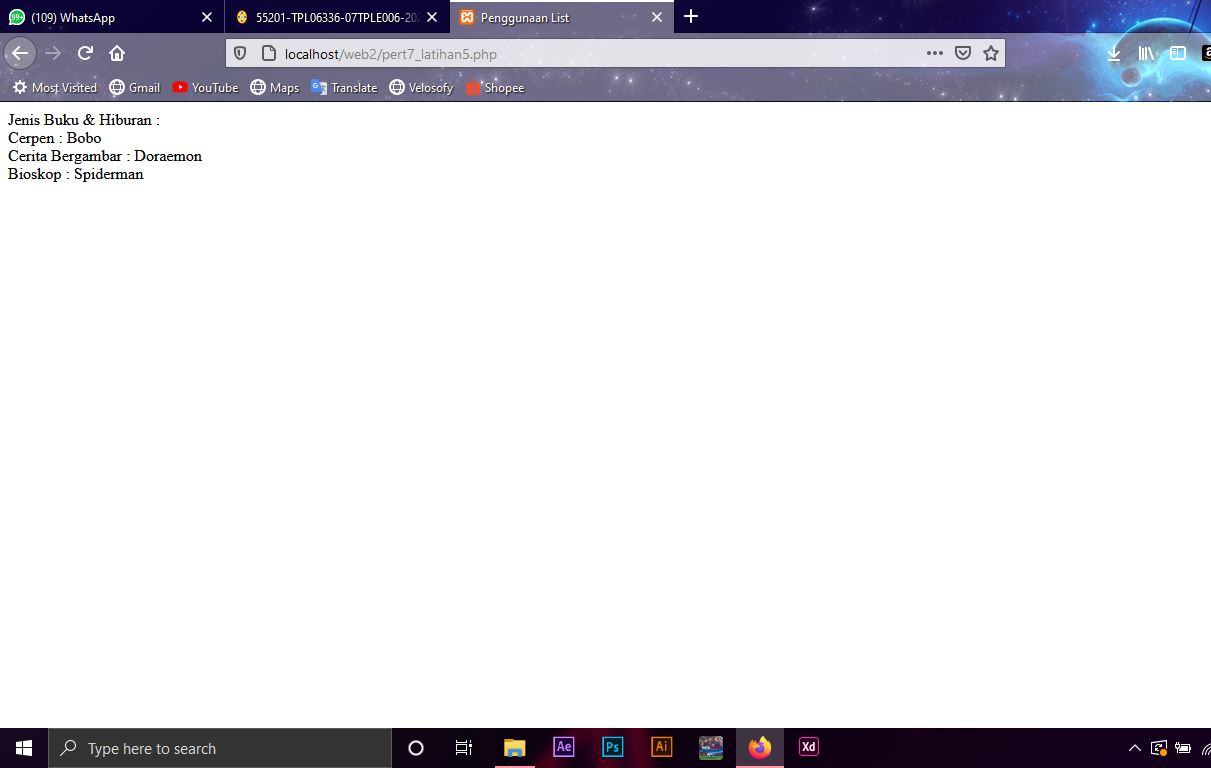 (109) WhatsApp
55201-TPL06336-07TPLE006-202
Penggunaan List
localhost/web2/pert7_latihan5.php
Most Visited Gmail YouTube Maps Translate Velosofy Shopee
Jenis Buku & Hiburan :
Cerpen : Bobo
Cerita Bergambar : Doraemon
Bioskop : Spiderman
Type here to search
Ae
Ps
Ai
Xd